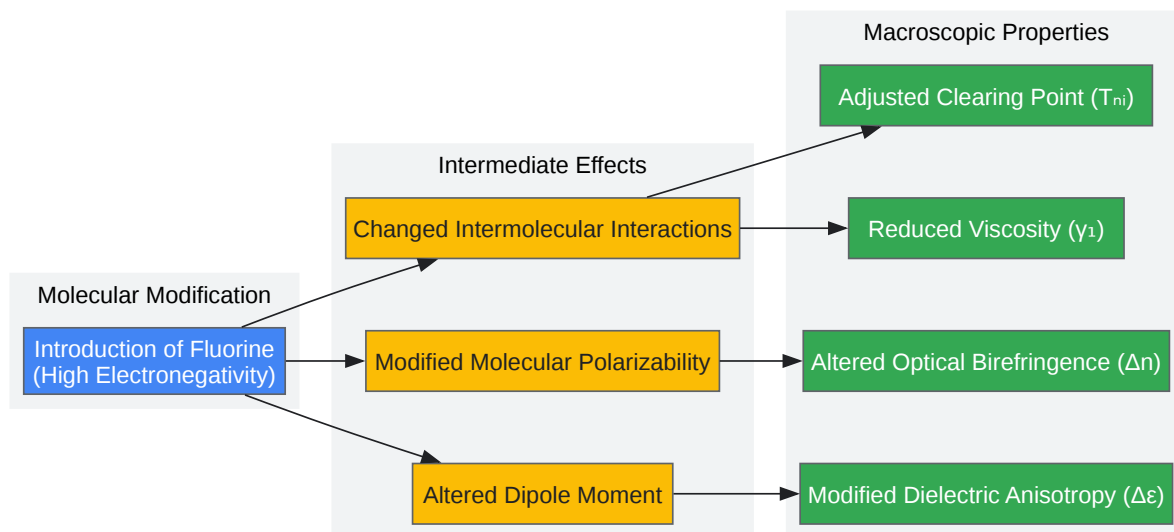 Molecular Modification
Introduction of Fluorine
(High Electronegativity)
Intermediate Effects
Changed Intermolecular Interactions
Modified Molecular Polarizability
Altered Dipole Moment
Macroscopic Properties
Adjusted Clearing Point (Tₙᵢ)
Reduced Viscosity (γ₁)
Altered Optical Birefringence (Δn)
Modified Dielectric Anisotropy (Δε)